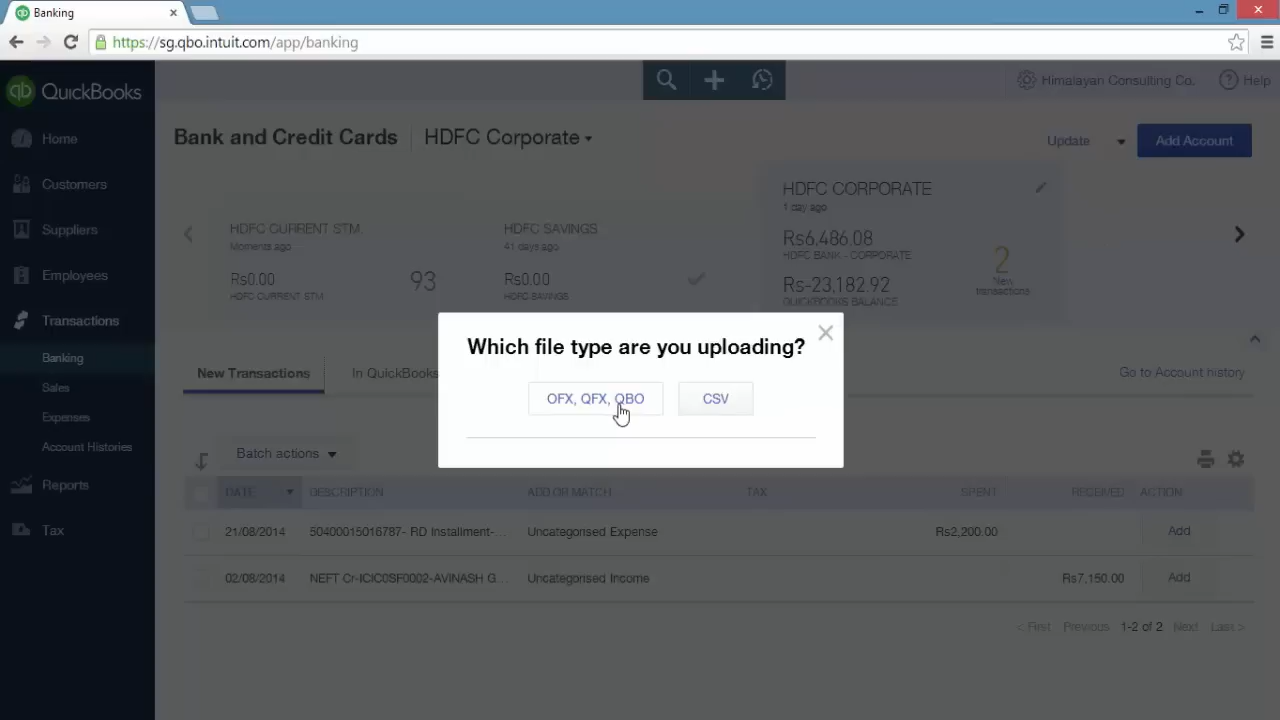 Banking
https://sg.qbo.intuit.com/app/banking
qb QuickBooks
Himalayan Consulting Co.
Help
Home
Customers
Suppliers
Employees
Transactions
Banking
Sales
Expenses
Account Histories
Reports
Tax
Bank and Credit Cards
HDFC Corporate
Update
Add Account
HDFC CURRENT STM.
Moments ago
Rs0.00
HDFC CURRENT STM.
93
HDFC SAVINGS
41 days ago
Rs0.00
HDFC SAVINGS
HDFC CORPORATE
1 day ago
Rs6,486.08
HDFC BANK - CORPORATE
Rs-23,182.92
QUICKBOOKS BALANCE
2
New
transactions
Which file type are you uploading?
OFX, QFX, QBO
CSV
New Transactions
In QuickBooks
Go to Account history
Batch actions
DATE DESCRIPTION ADD OR MATCH TAX SPENT RECEIVED ACTION
21/08/2014 50400015016787- RD Installment-... Uncategorised Expense Rs2,200.00 Add
02/08/2014 NEFT Cr-ICIC0SF0002-AVINASH G... Uncategorised Income Rs7,150.00 Add
< First Previous 1-2 of 2 Next Last >